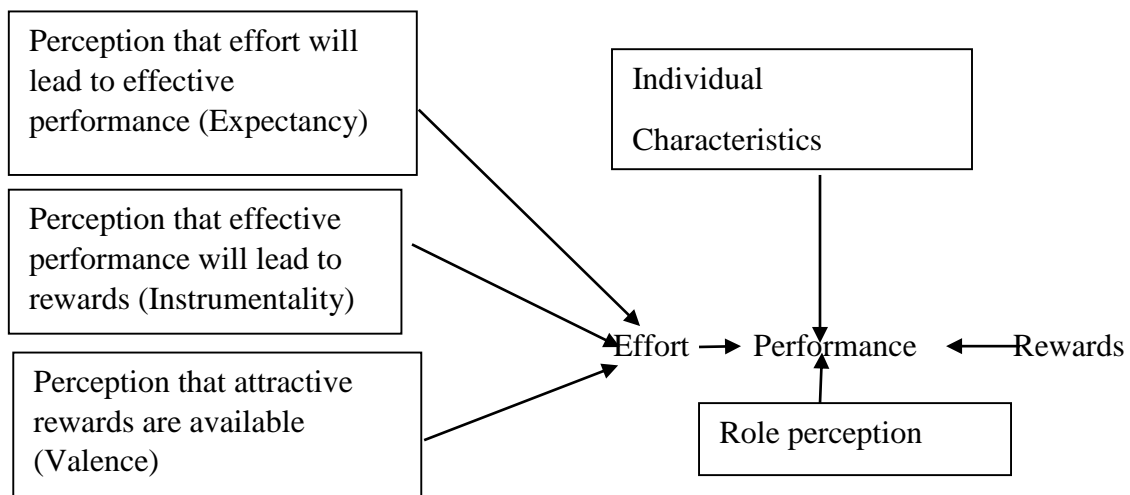 Perception that effort will
lead to effective
performance (Expectancy)
Individual
Characteristics
Perception that effective
performance will lead to
rewards (Instrumentality)
Effort
Performance
Rewards
Perception that attractive
rewards are available
(Valence)
Role perception